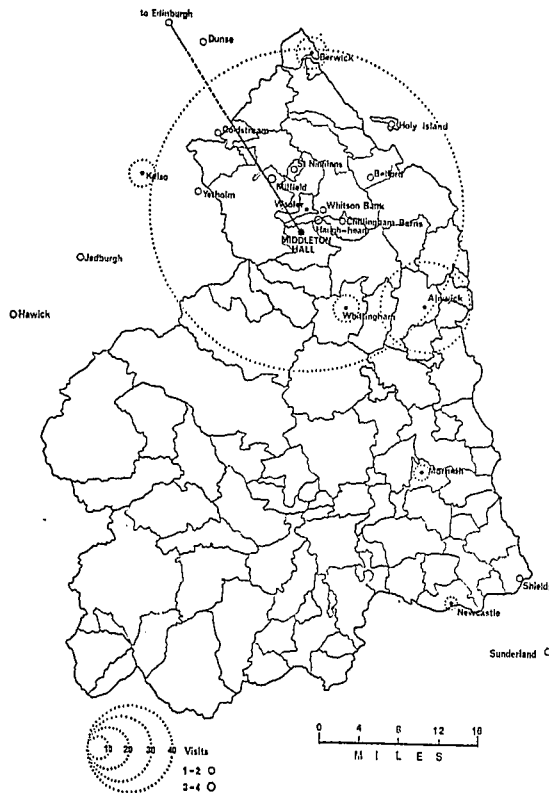 to Edinburgh
Dunse
Berwick
Coldstream
Holy Island
St Ninians
Kelso
Millfield
Belford
Yetholm
Wooler
Whitson Bank
Haugh-head
Chillingham Barns
MIDDLETON
HALL
Jedburgh
Hawick
Whittingham
Alnwick
Morpeth
Shield
Newcastle
Sunderland
10 20 30 40 Visits
1-2
3-4
0 4 8 12 16
MILES